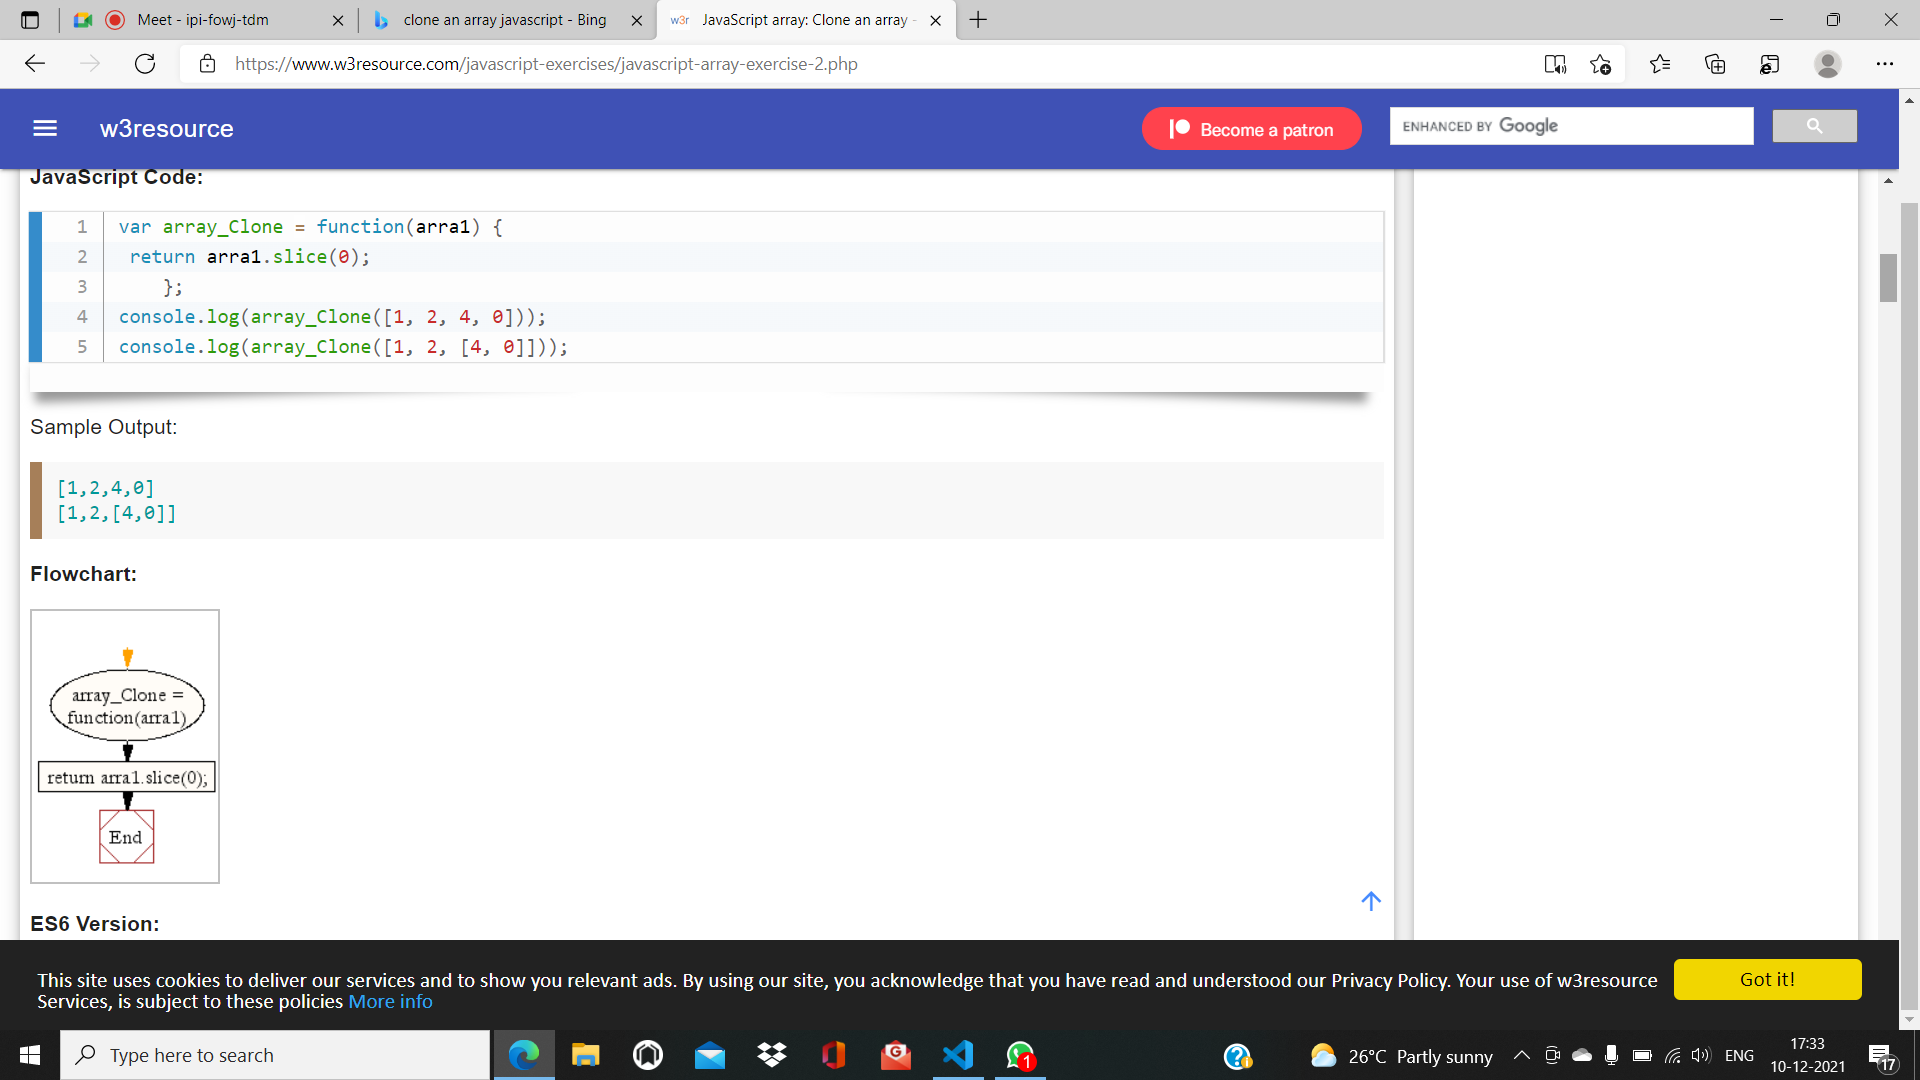 Meet - ipi-fowj-tdm
clone an array javascript - Bing
w3r JavaScript array: Clone an array -
https://www.w3resource.com/javascript-exercises/javascript-array-exercise-2.php
w3resource
Become a patron
ENHANCED BY Google
JavaScript Code:
1 var array_Clone = function(arra1) {
2 return arra1.slice(0);
3 };
4 console.log(array_Clone([1, 2, 4, 0]));
5 console.log(array_Clone([1, 2, [4, 0]]));
Sample Output:
[1,2,4,0]
[1,2,[4,0]]
Flowchart:
array_Clone =
function(arra1)
return arra1.slice(0);
End
ES6 Version:
This site uses cookies to deliver our services and to show you relevant ads. By using our site, you acknowledge that you have read and understood our Privacy Policy. Your use of w3resource
Services, is subject to these policies More info
Got it!
Type here to search
1
26°C Partly sunny
ENG
17:33
10-12-2021
17